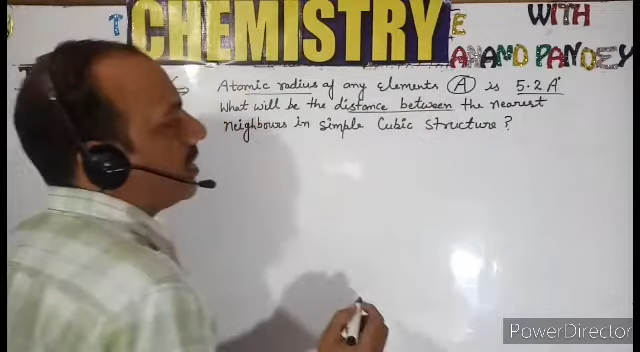 T CHEMISTRY E WITH
ANAND PANDEY
Atomic radius of any elements (A) is 5.2 A°
What will be the distance between the nearest
neighbours in simple Cubic structure ?
PowerDirector